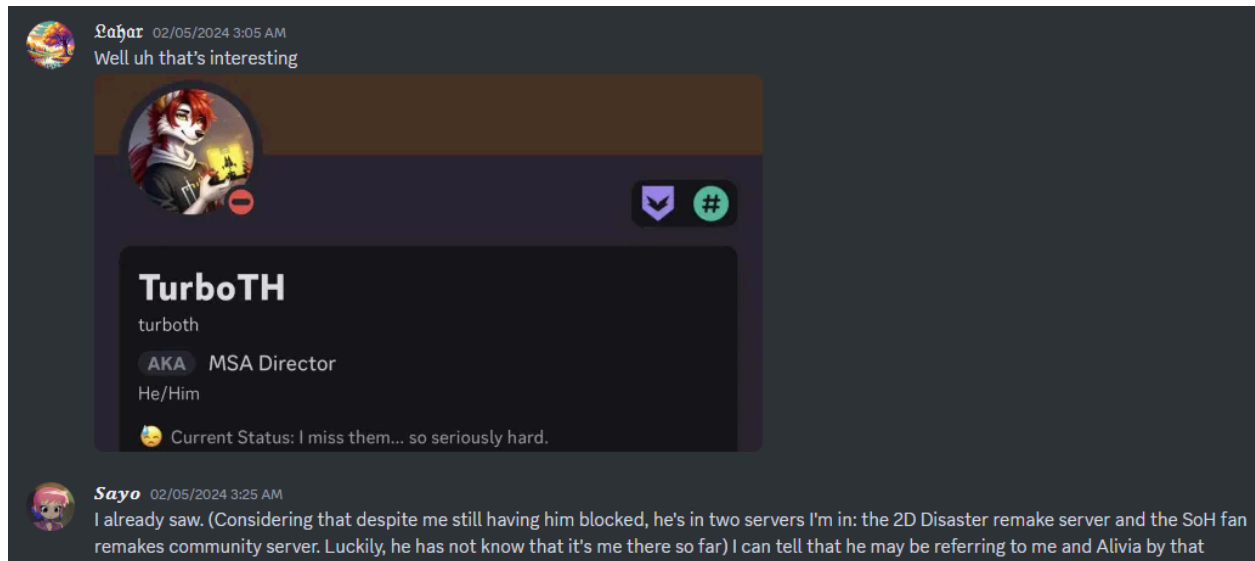 𝕷𝖆𝖍𝖆𝖗 02/05/2024 3:05 AM
Well uh that's interesting
#
TurboTH
turboth
AKA MSA Director
He/Him
😓 Current Status: I miss them... so seriously hard.
Sayo 02/05/2024 3:25 AM
I already saw. (Considering that despite me still having him blocked, he's in two servers I'm in: the 2D Disaster remake server and the SoH fan
remakes community server. Luckily, he has not know that it's me there so far) I can tell that he may be referring to me and Alivia by that